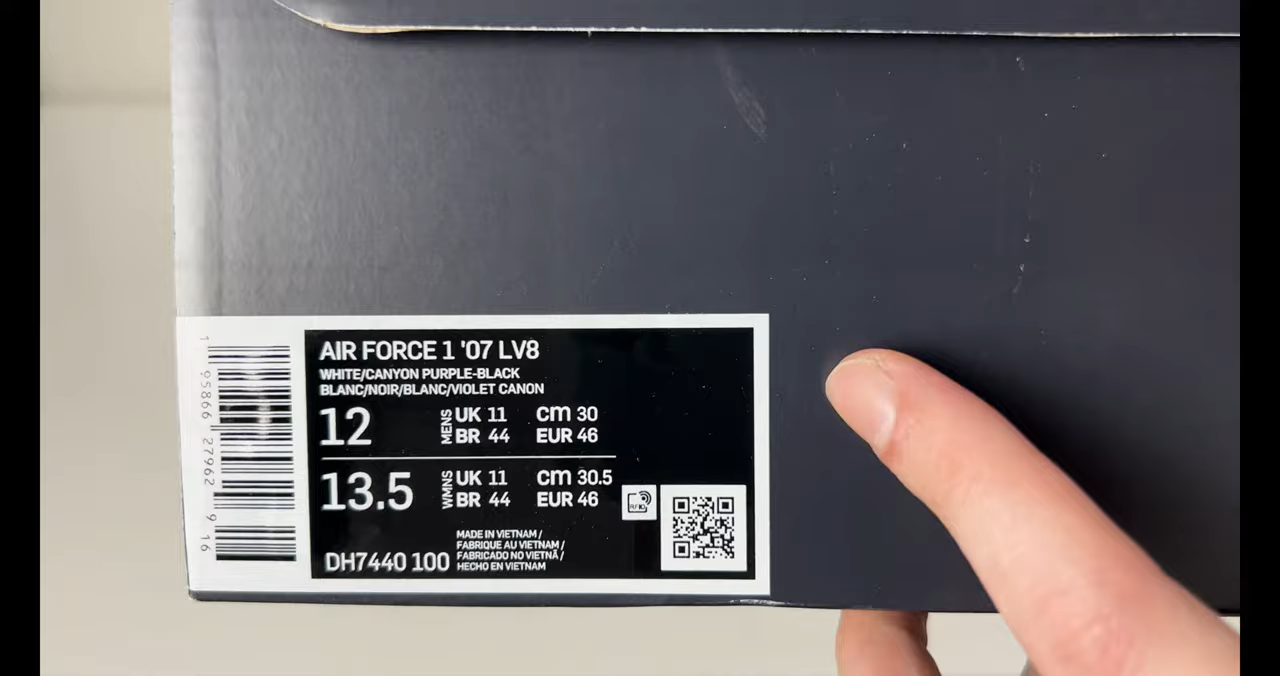 AIR FORCE 1 '07 LV8
WHITE/CANYON PURPLE-BLACK
BLANC/NOIR/BLANC/VIOLET CANON
12 MENS UK 11 cm 30
BR 44 EUR 46
13.5 WMNS UK 11 cm 30.5
BR 44 EUR 46
DH7440 100
MADE IN VIETNAM /
FABRIQUE AU VIETNAM /
FABRICADO NO VIETNÃ /
HECHO EN VIETNAM
RFID
1 95866 27962 9 16